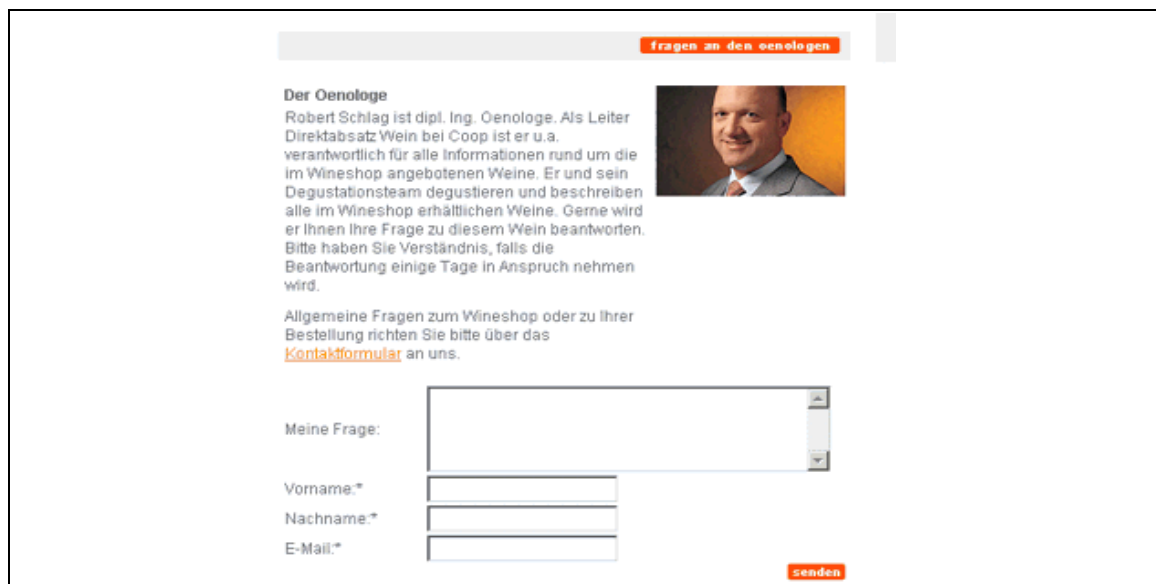 fragen an den oenologen
Der Oenologe
Robert Schlag ist dipl. Ing. Oenologe. Als Leiter
Direktabsatz Wein bei Coop ist er u.a.
verantwortlich für alle Informationen rund um die
im Wineshop angebotenen Weine. Er und sein
Degustationsteam degustieren und beschreiben
alle im Wineshop erhältlichen Weine. Gerne wird
er Ihnen Ihre Frage zu diesem Wein beantworten.
Bitte haben Sie Verständnis, falls die
Beantwortung einige Tage in Anspruch nehmen
wird.
Allgemeine Fragen zum Wineshop oder zu Ihrer
Bestellung richten Sie bitte über das
Kontaktformular an uns.
Meine Frage:
Vorname:*
Nachname:*
E-Mail:*
senden